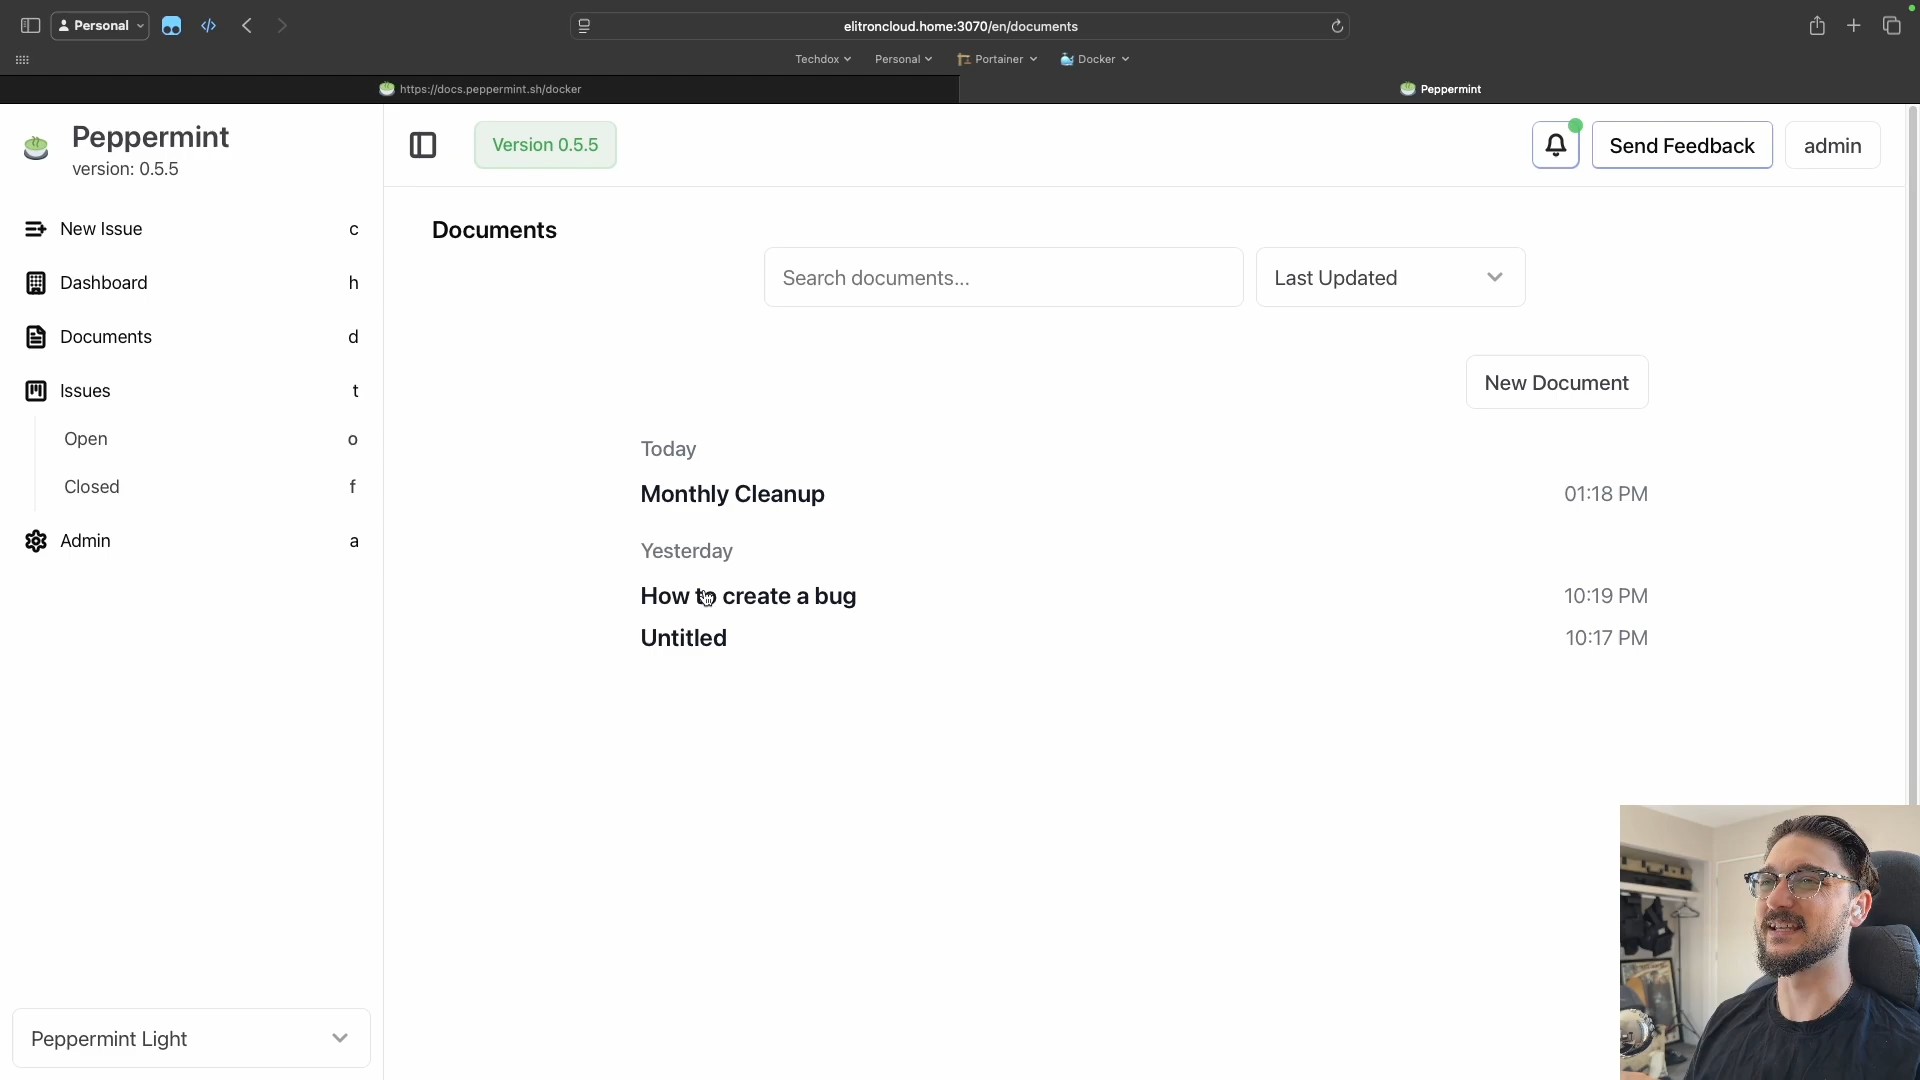 Personal
elitroncloud.home:3070/en/documents
Techdox
Personal
Portainer
Docker
https://docs.peppermint.sh/docker
Peppermint
Peppermint
version: 0.5.5
Version 0.5.5
Send Feedback
admin
New Issue c
Dashboard h
Documents d
Issues t
Open o
Closed f
Admin a
Documents
Search documents...
Last Updated
New Document
Today
Monthly Cleanup 01:18 PM
Yesterday
How to create a bug 10:19 PM
Untitled 10:17 PM
Peppermint Light